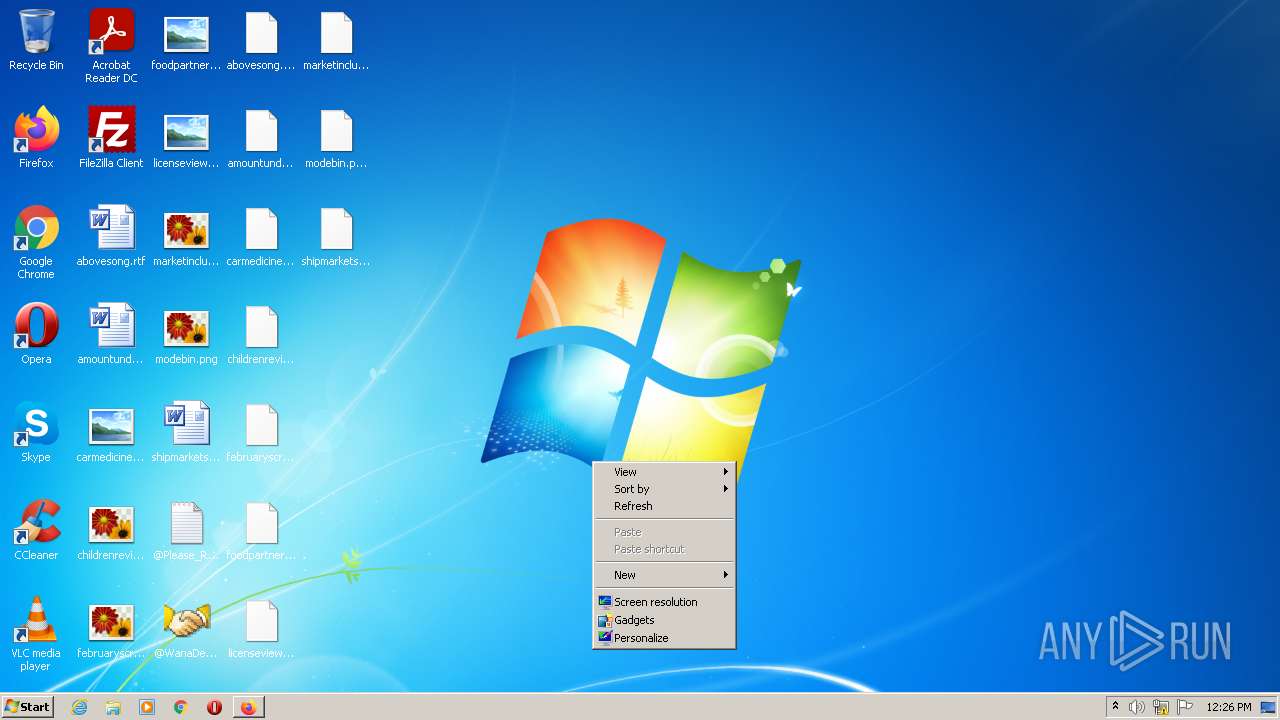 Recycle Bin
Acrobat
Reader DC
foodpartner...
abovesong....
marketinclu...
Firefox
FileZilla Client
licenseview...
amountund...
modebin.p...
Google
Chrome
abovesong.rtf
marketinclu...
carmedicine...
shipmarkets...
Opera
amountund...
modebin.png
childrenrevi...
Skype
carmedicine...
shipmarkets...
februaryscr...
CCleaner
childrenrevi...
@Please_R...
foodpartner...
VLC media
player
februaryscr...
@WanaDe...
licenseview...
View
Sort by
Refresh
Paste
Paste shortcut
New
Screen resolution
Gadgets
Personalize
ANY RUN
Start
12:26 PM